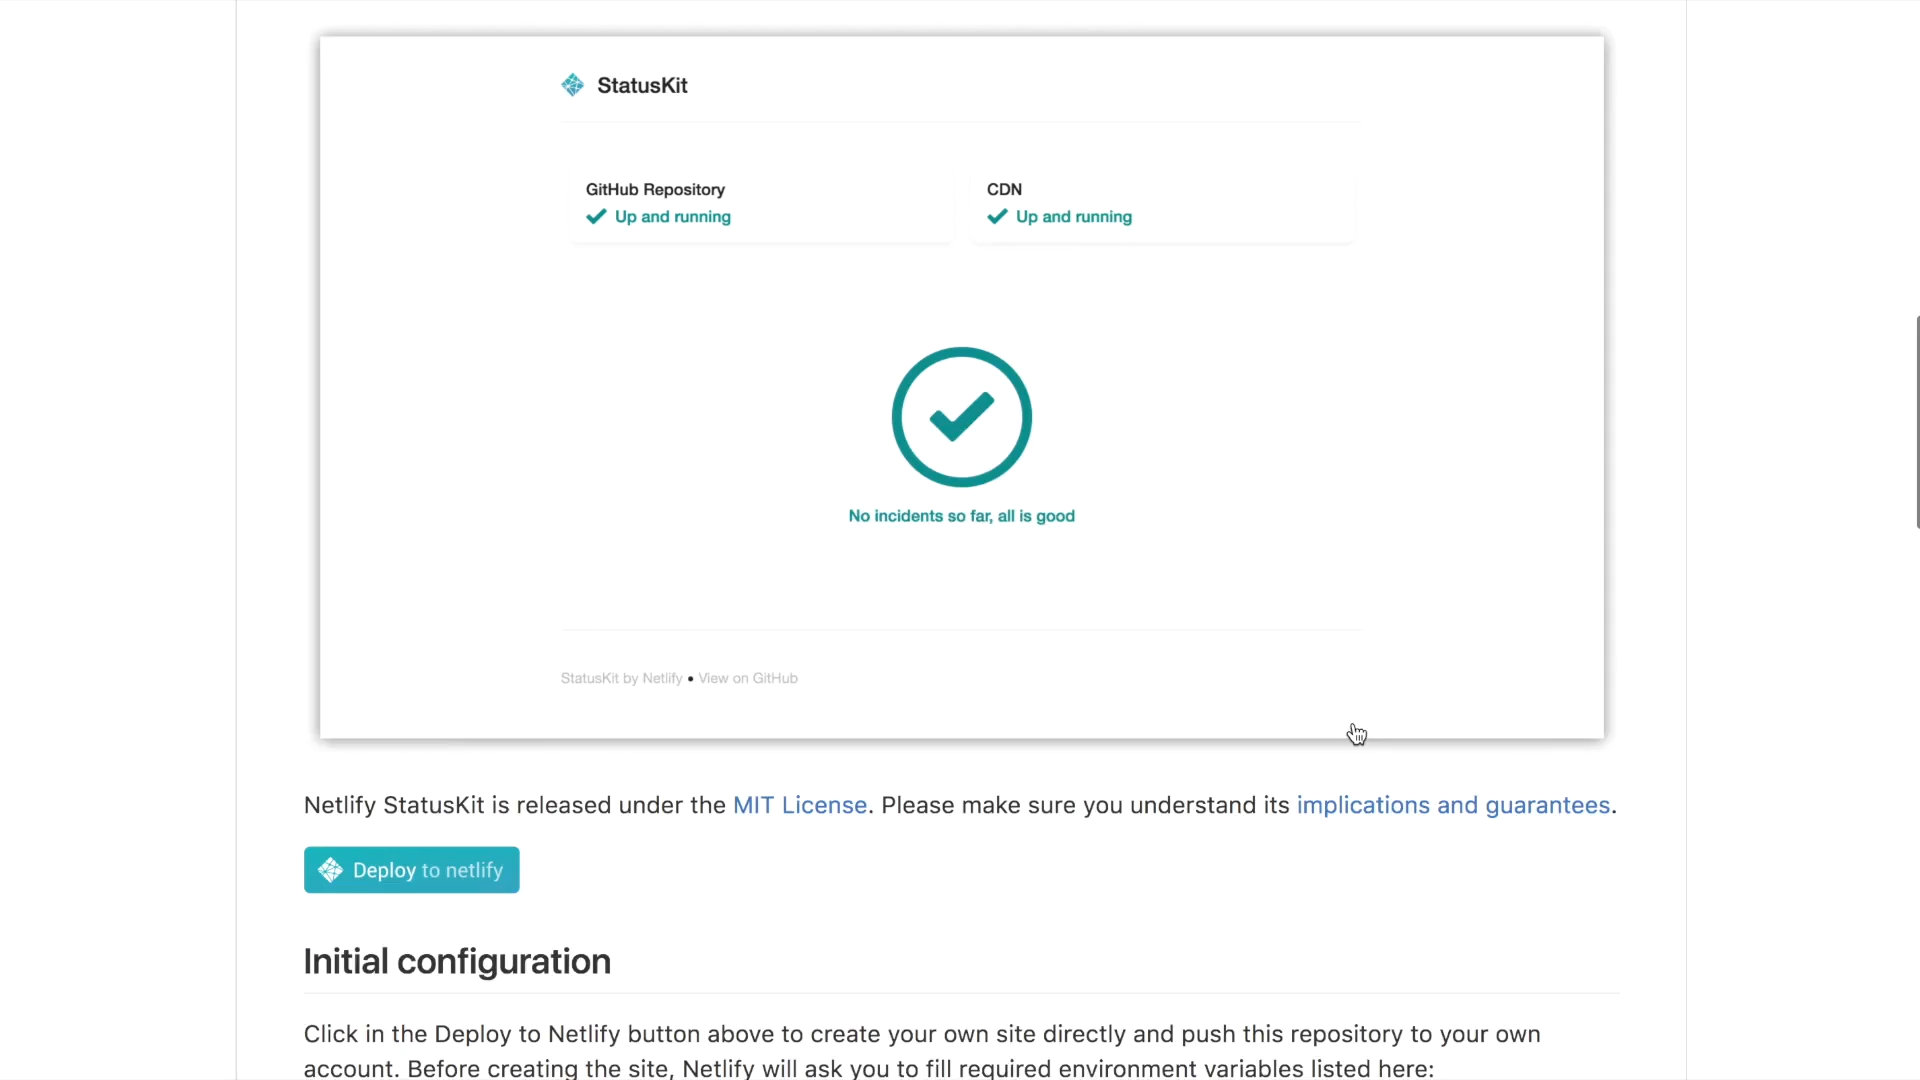 StatusKit
GitHub Repository
Up and running
CDN
Up and running
No incidents so far, all is good
StatusKit by Netlify • View on GitHub
Netlify StatusKit is released under the MIT License. Please make sure you understand its implications and guarantees.
Deploy to netlify
Initial configuration
Click in the Deploy to Netlify button above to create your own site directly and push this repository to your own
account. Before creating the site, Netlify will ask you to fill required environment variables listed here: